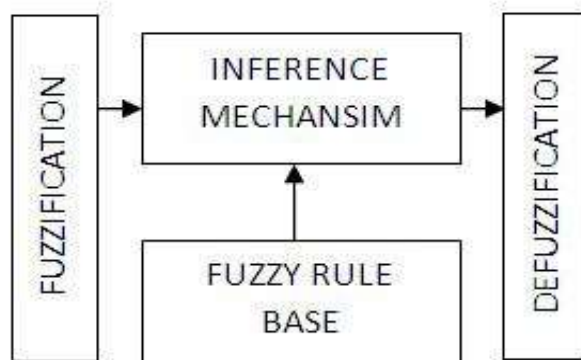 FUZZIFICATION
INFERENCE
MECHANSIM
FUZZY RULE
BASE
DEFUZZIFICATION